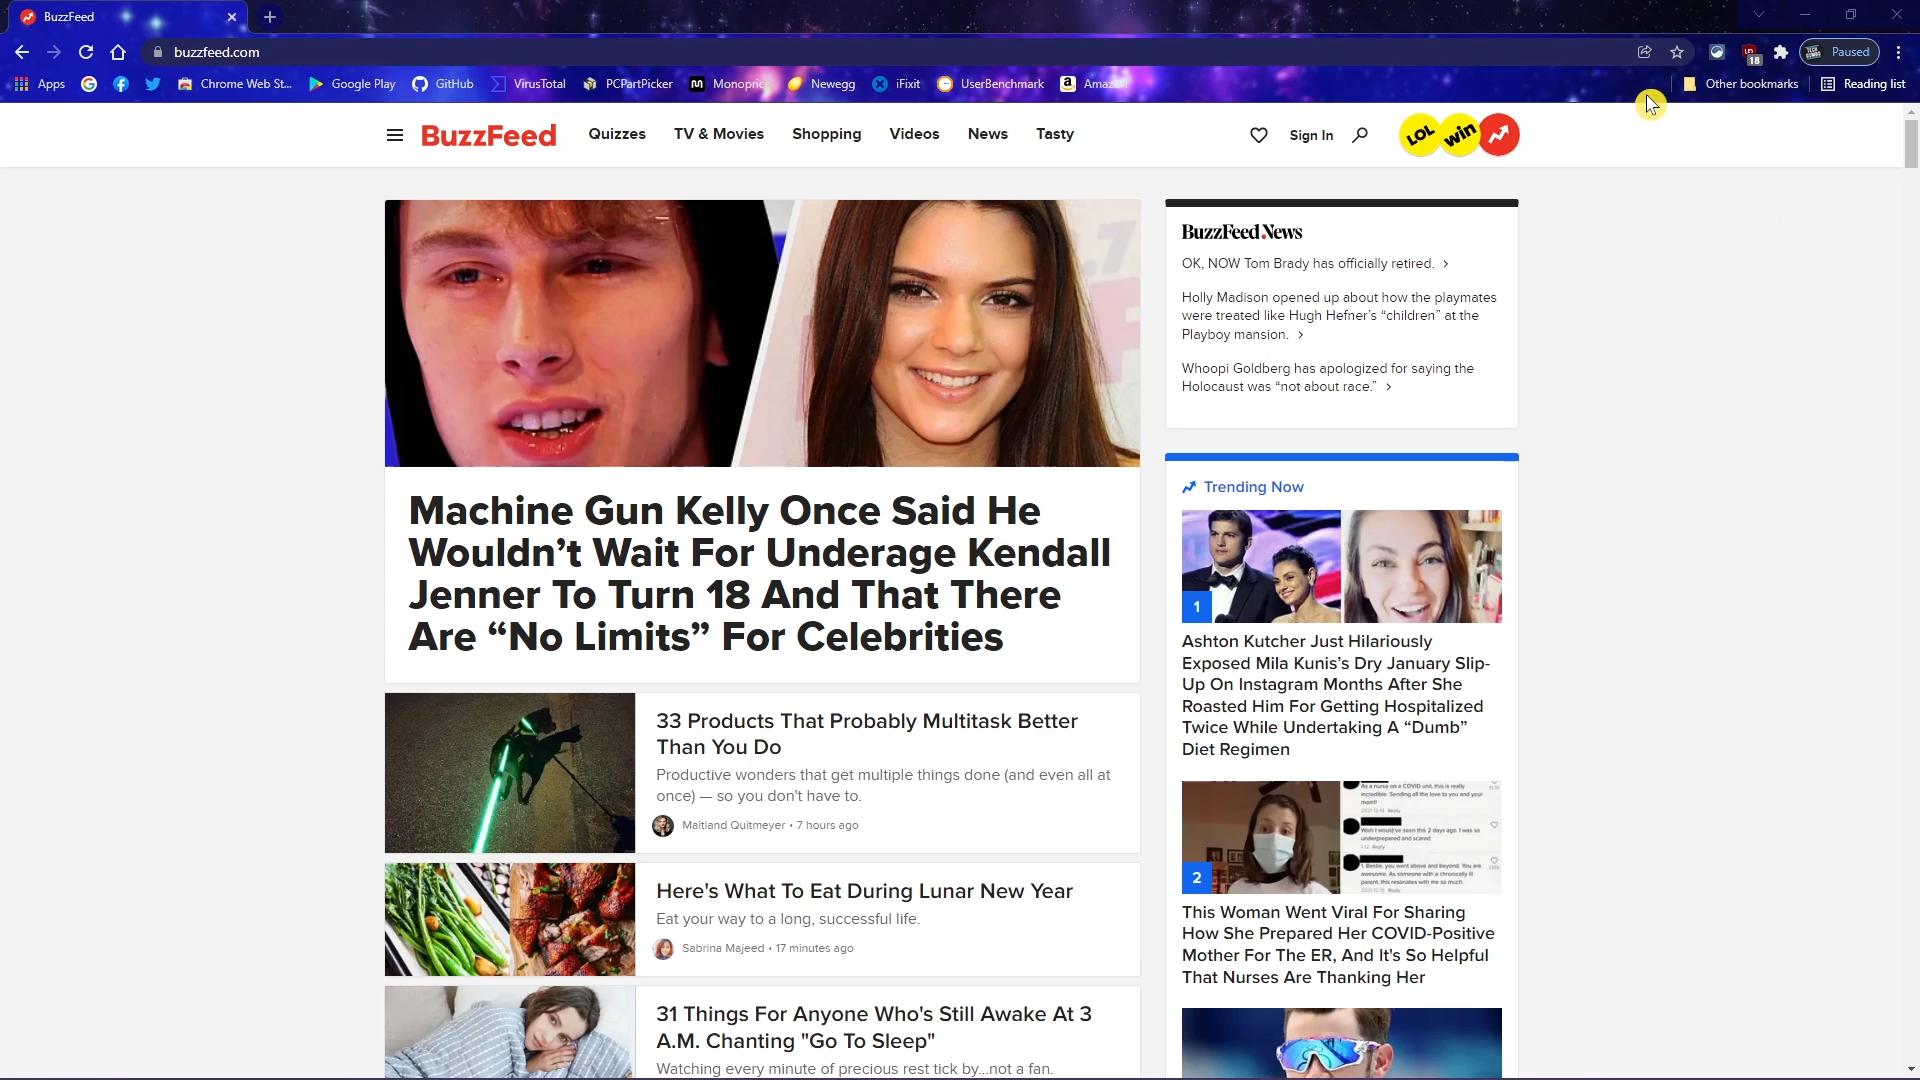 BuzzFeed
buzzfeed.com
Paused
Apps
Chrome Web St...
Google Play
GitHub
VirusTotal
PCPartPicker
Monoprice
Newegg
iFixit
UserBenchmark
Other bookmarks
Reading list
18
BuzzFeed
Quizzes
TV & Movies
Shopping
Videos
News
Tasty
Sign In
LOL
win
Machine Gun Kelly Once Said He
Wouldn’t Wait For Underage Kendall
Jenner To Turn 18 And That There
Are “No Limits” For Celebrities
33 Products That Probably Multitask Better
Than You Do
Productive wonders that get multiple things done (and even all at
once) — so you don't have to.
Maitland Quitmeyer • 7 hours ago
Here's What To Eat During Lunar New Year
Eat your way to a long, successful life.
Sabrina Majeed • 17 minutes ago
31 Things For Anyone Who's Still Awake At 3
A.M. Chanting "Go To Sleep"
Watching every minute of precious rest tick by...not a fan.
BuzzFeed News
OK, NOW Tom Brady has officially retired. ›
Holly Madison opened up about how the playmates
were treated like Hugh Hefner’s “children” at the
Playboy mansion. ›
Whoopi Goldberg has apologized for saying the
Holocaust was “not about race.” ›
Trending Now
1
Ashton Kutcher Just Hilariously
Exposed Mila Kunis’s Dry January Slip-
Up On Instagram Months After She
Roasted Him For Getting Hospitalized
Twice While Undertaking A “Dumb”
Diet Regimen
2
This Woman Went Viral For Sharing
How She Prepared Her COVID-Positive
Mother For The ER, And It's So Helpful
That Nurses Are Thanking Her